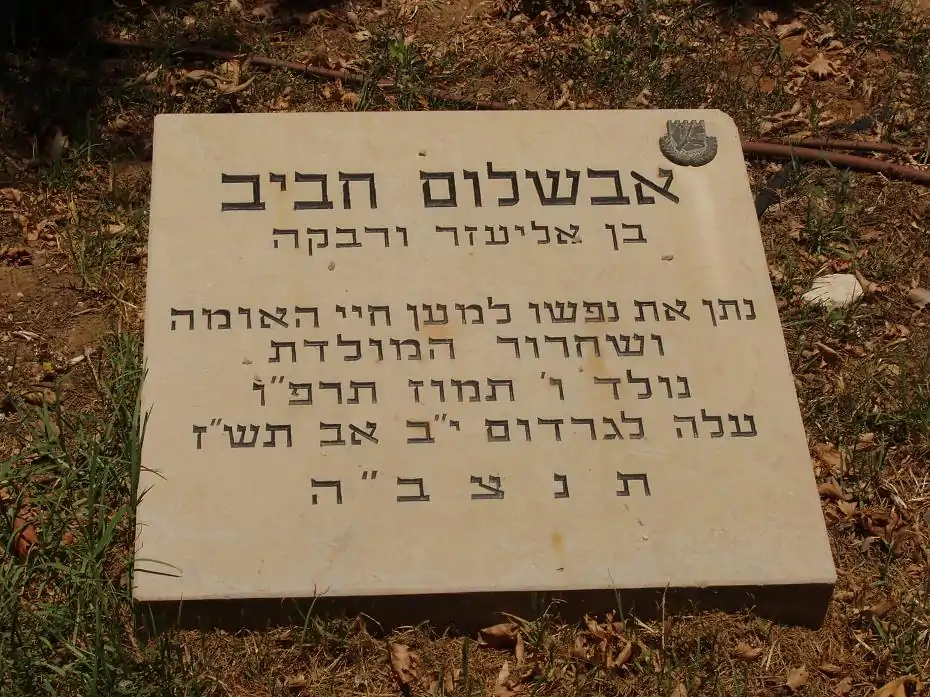 אבשלום חביב
בן אליעזר ורבקה
נתן את נפשו למען חיי האומה
ושחרור המולדת
נולד ו׳ תמוז תרפ״ו
עלה לגרדום י״ב אב תש״ז
ת נ צ ב״ה